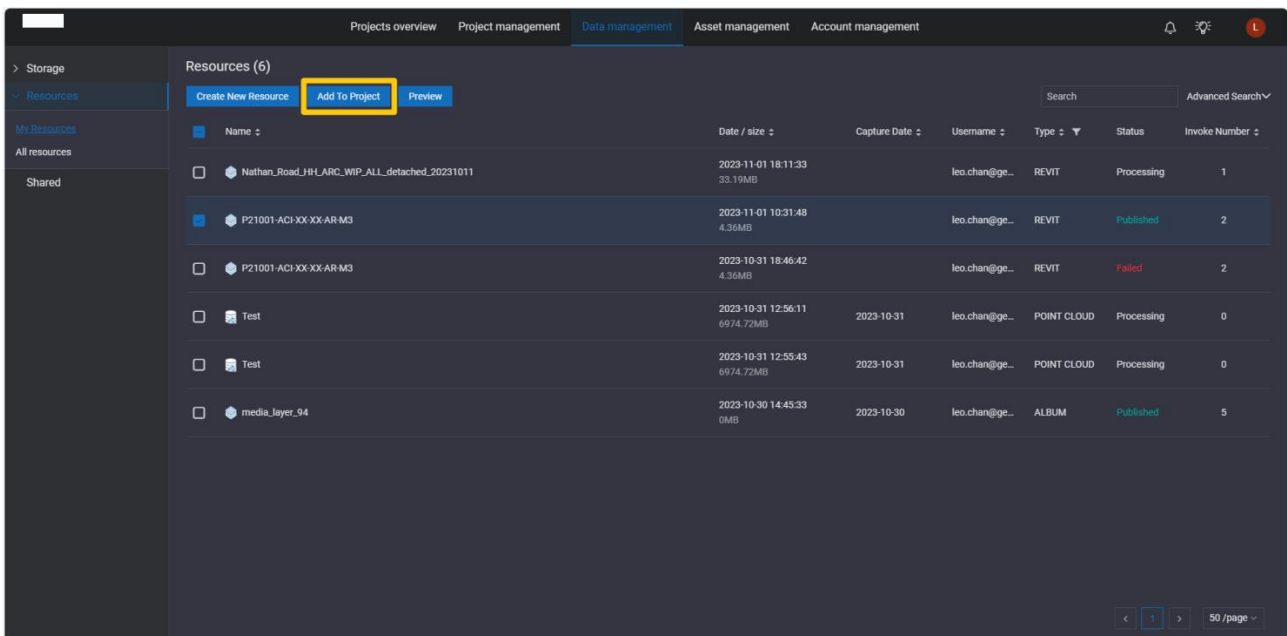 Projects overview Project management Data management Asset management Account management L
Storage
Resources
My Resources
All resources
Shared
Resources (6)
Create New Resource Add To Project Preview Search Advanced Search
Name Date / size Capture Date Username Type Status Invoke Number
Nathan_Road_HH_ARC_WIP_ALL_detached_20231011 2023-11-01 18:11:33 leo.chan@ge... REVIT Processing 1
33.19MB
P21001-ACI-XX-XX-AR-M3 2023-11-01 10:31:48 leo.chan@ge... REVIT Published 2
4.36MB
P21001-ACI-XX-XX-AR-M3 2023-10-31 18:46:42 leo.chan@ge... REVIT Failed 2
4.36MB
Test 2023-10-31 12:56:11 2023-10-31 leo.chan@ge... POINT CLOUD Processing 0
6974.72MB
Test 2023-10-31 12:55:43 2023-10-31 leo.chan@ge... POINT CLOUD Processing 0
6974.72MB
media_layer_94 2023-10-30 14:45:33 2023-10-30 leo.chan@ge... ALBUM Published 5
0MB
1 50 /page